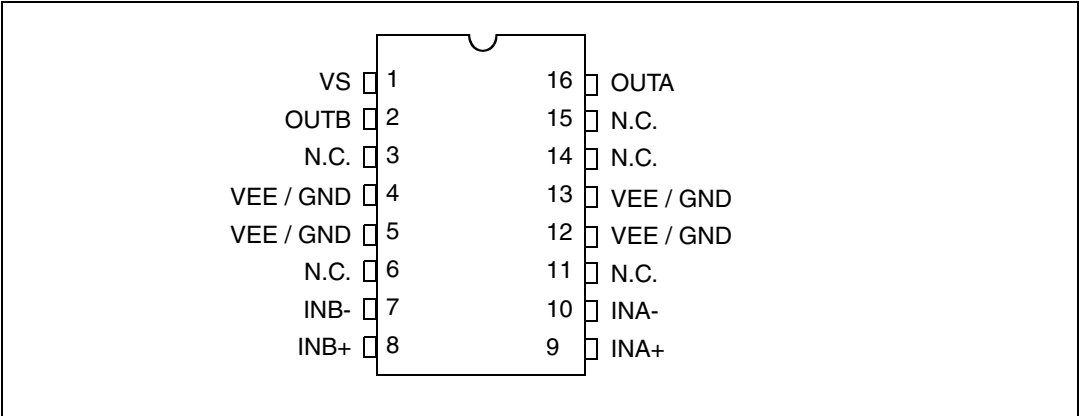 VS 1 16 OUTA
OUTB 2 15 N.C.
N.C. 3 14 N.C.
VEE / GND 4 13 VEE / GND
VEE / GND 5 12 VEE / GND
N.C. 6 11 N.C.
INB- 7 10 INA-
INB+ 8 9 INA+